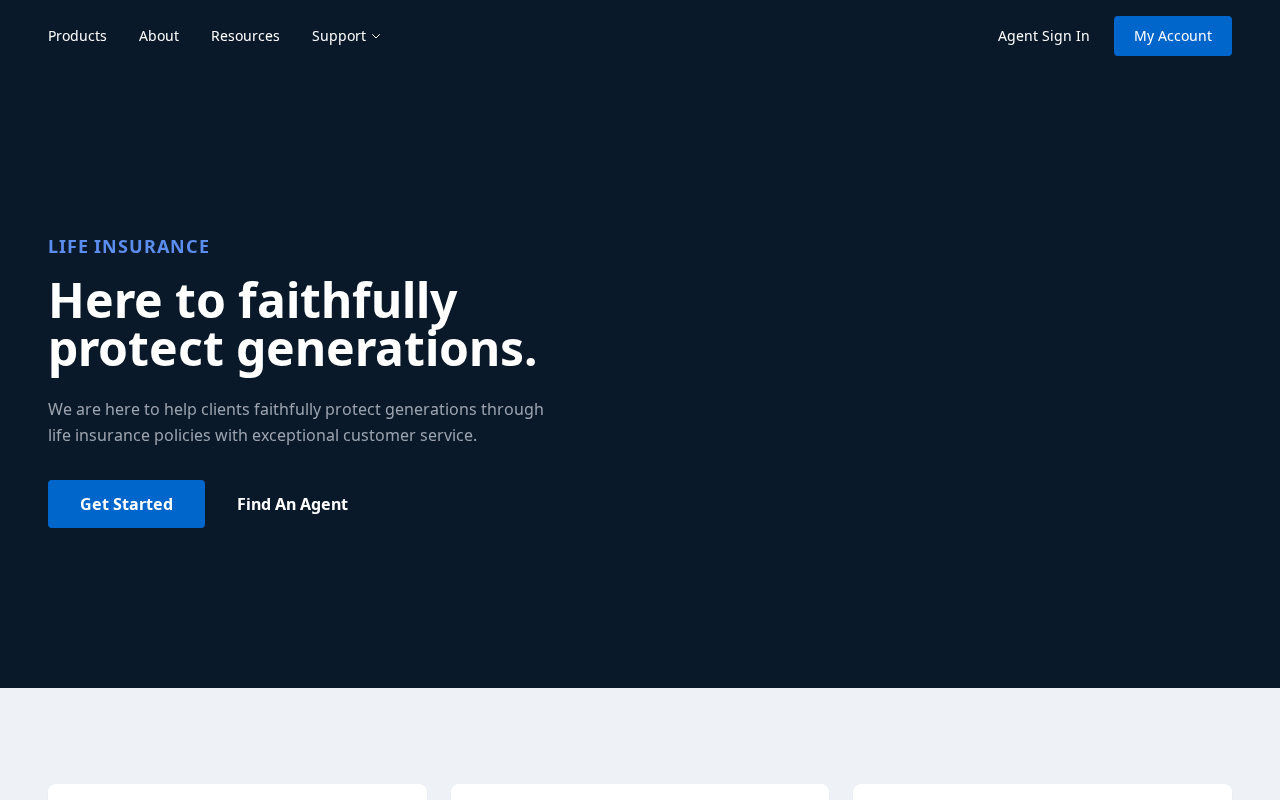 Products
About
Resources
Support
Agent Sign In
My Account
LIFE INSURANCE
Here to faithfully
protect generations.
We are here to help clients faithfully protect generations through
life insurance policies with exceptional customer service.
Get Started
Find An Agent